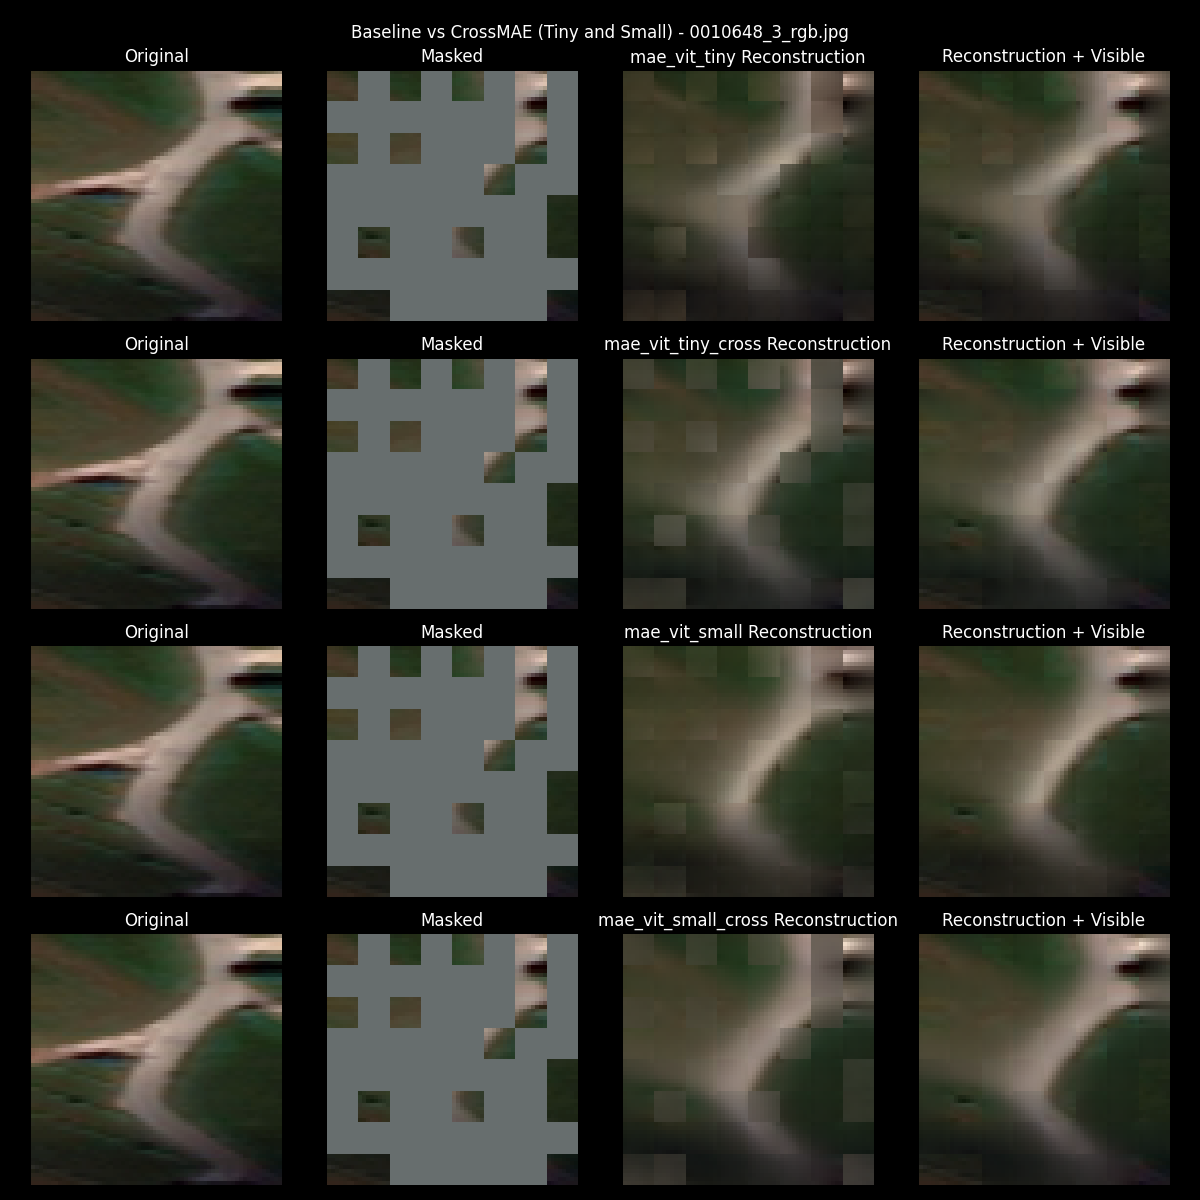 Baseline vs CrossMAE (Tiny and Small) - 0010648_3_rgb.jpg
Original Masked mae_vit_tiny Reconstruction Reconstruction + Visible
Original Masked mae_vit_tiny_cross Reconstruction Reconstruction + Visible
Original Masked mae_vit_small Reconstruction Reconstruction + Visible
Original Masked mae_vit_small_cross Reconstruction Reconstruction + Visible